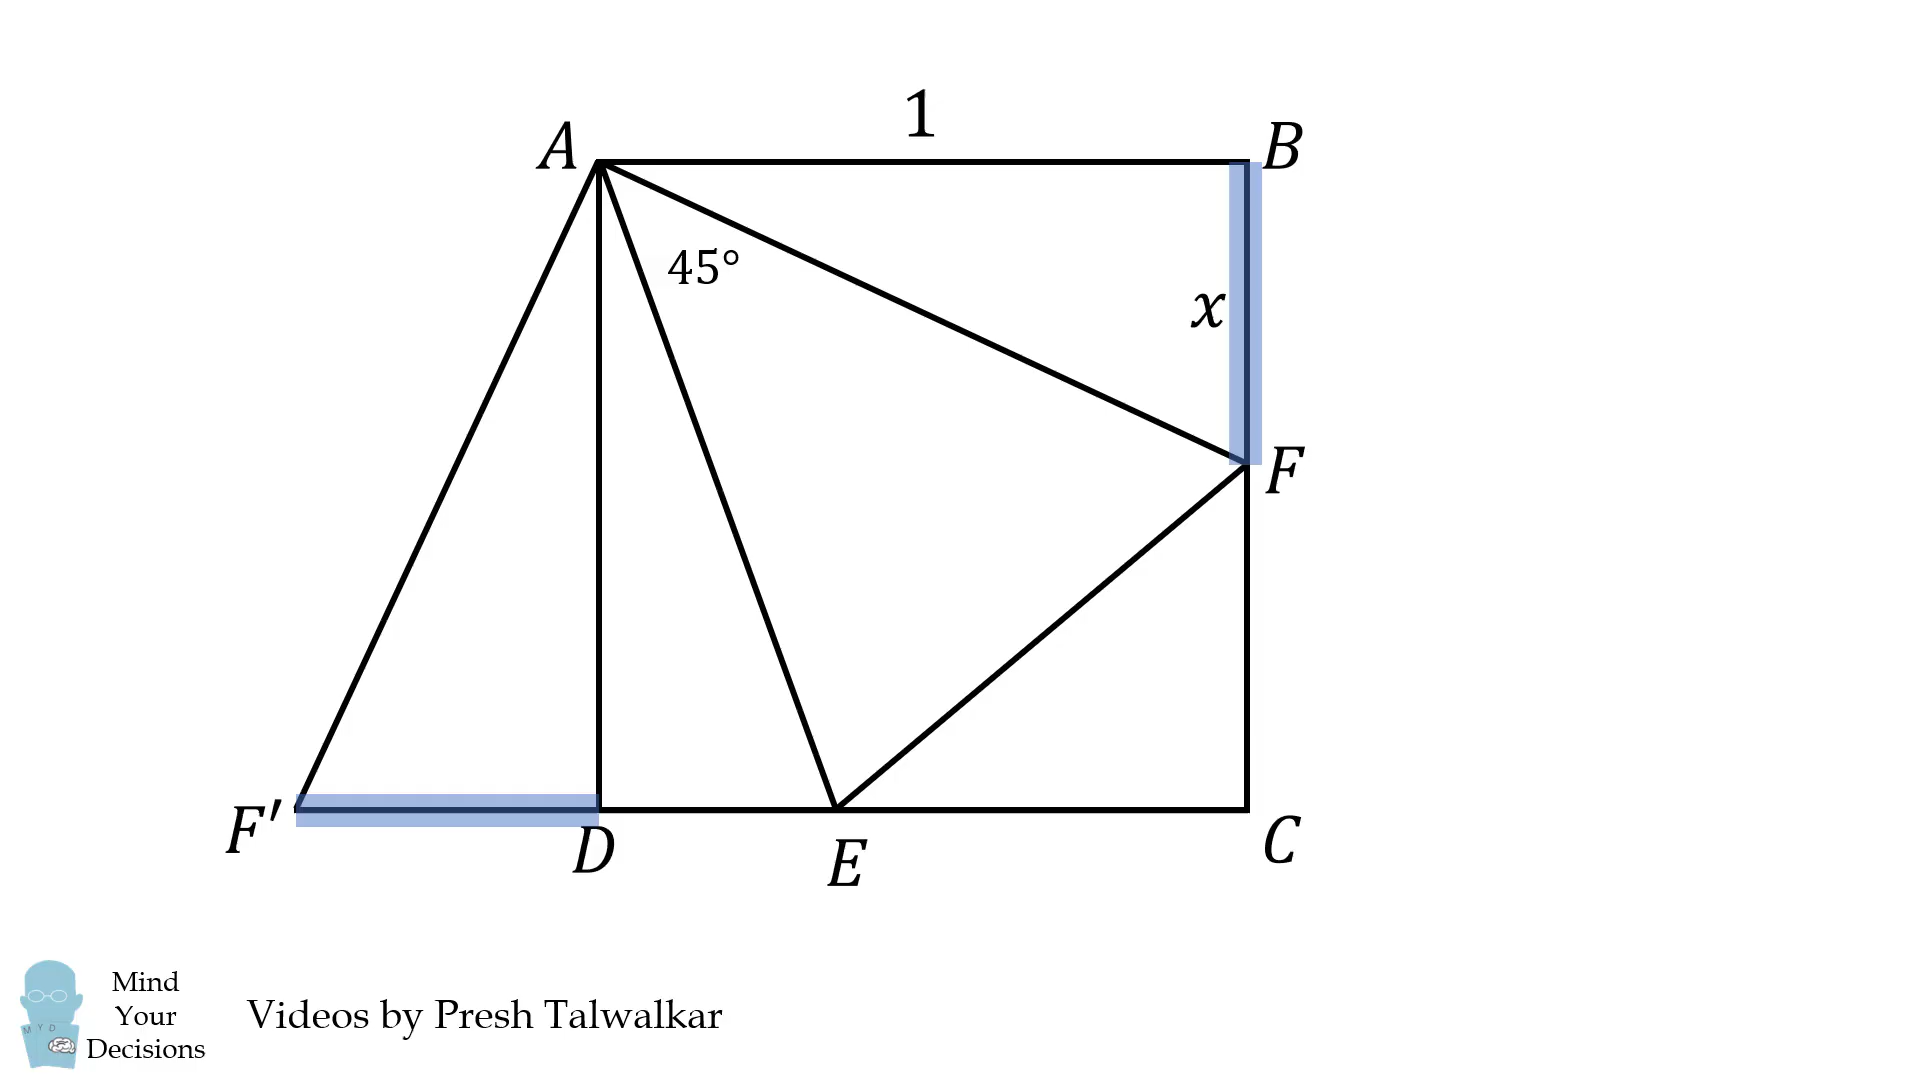 1
A
B
45°
x
F
F′
D
E
C
Mind
Your
Decisions
M Y D
Videos by Presh Talwalkar